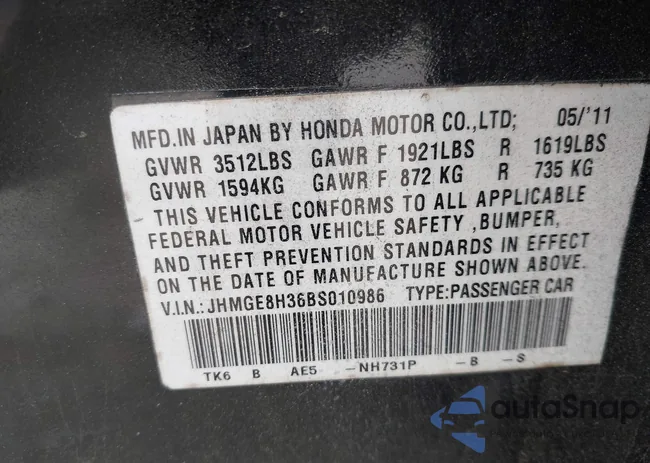 MFD.IN JAPAN BY HONDA MOTOR CO.,LTD; 05/'11
GVWR 3512LBS GAWR F 1921LBS R 1619LBS
GVWR 1594KG GAWR F 872 KG R 735 KG
THIS VEHICLE CONFORMS TO ALL APPLICABLE
FEDERAL MOTOR VEHICLE SAFETY ,BUMPER,
AND THEFT PREVENTION STANDARDS IN EFFECT
ON THE DATE OF MANUFACTURE SHOWN ABOVE.
V.I.N.: JHMGE8H36BS010986 TYPE:PASSENGER CAR
TK6 B AE5 -NH731P -B -S
autoSnap